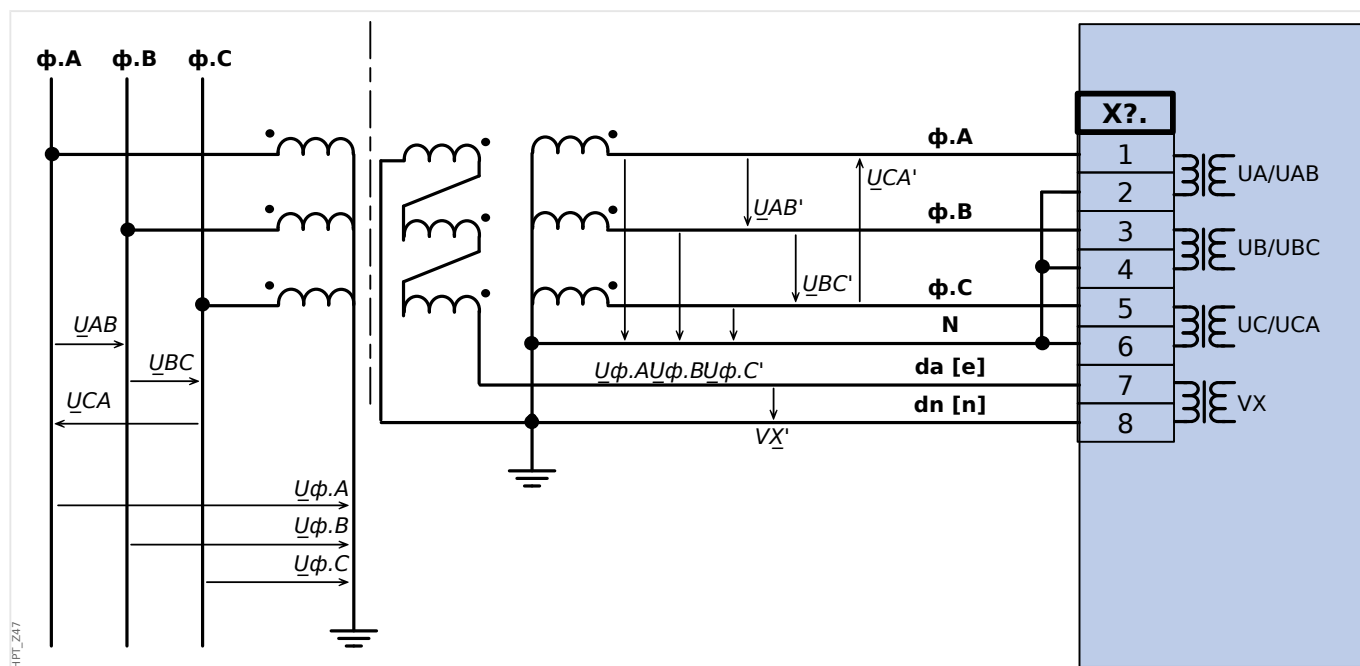 ф.A ф.B ф.C
X?.
ф.A
1
UCA'
UA/UAB
2
UAB'
ф.B
3
UB/UBC
4
UBC'
ф.C
5
UC/UCA
N
6
UAB
UBC
Uф.AUф.BUф.C'
da [e]
7
UCA
dn [n]
VX
8
VX'
Uф.A
Uф.B
Uф.C
HPT_Z47